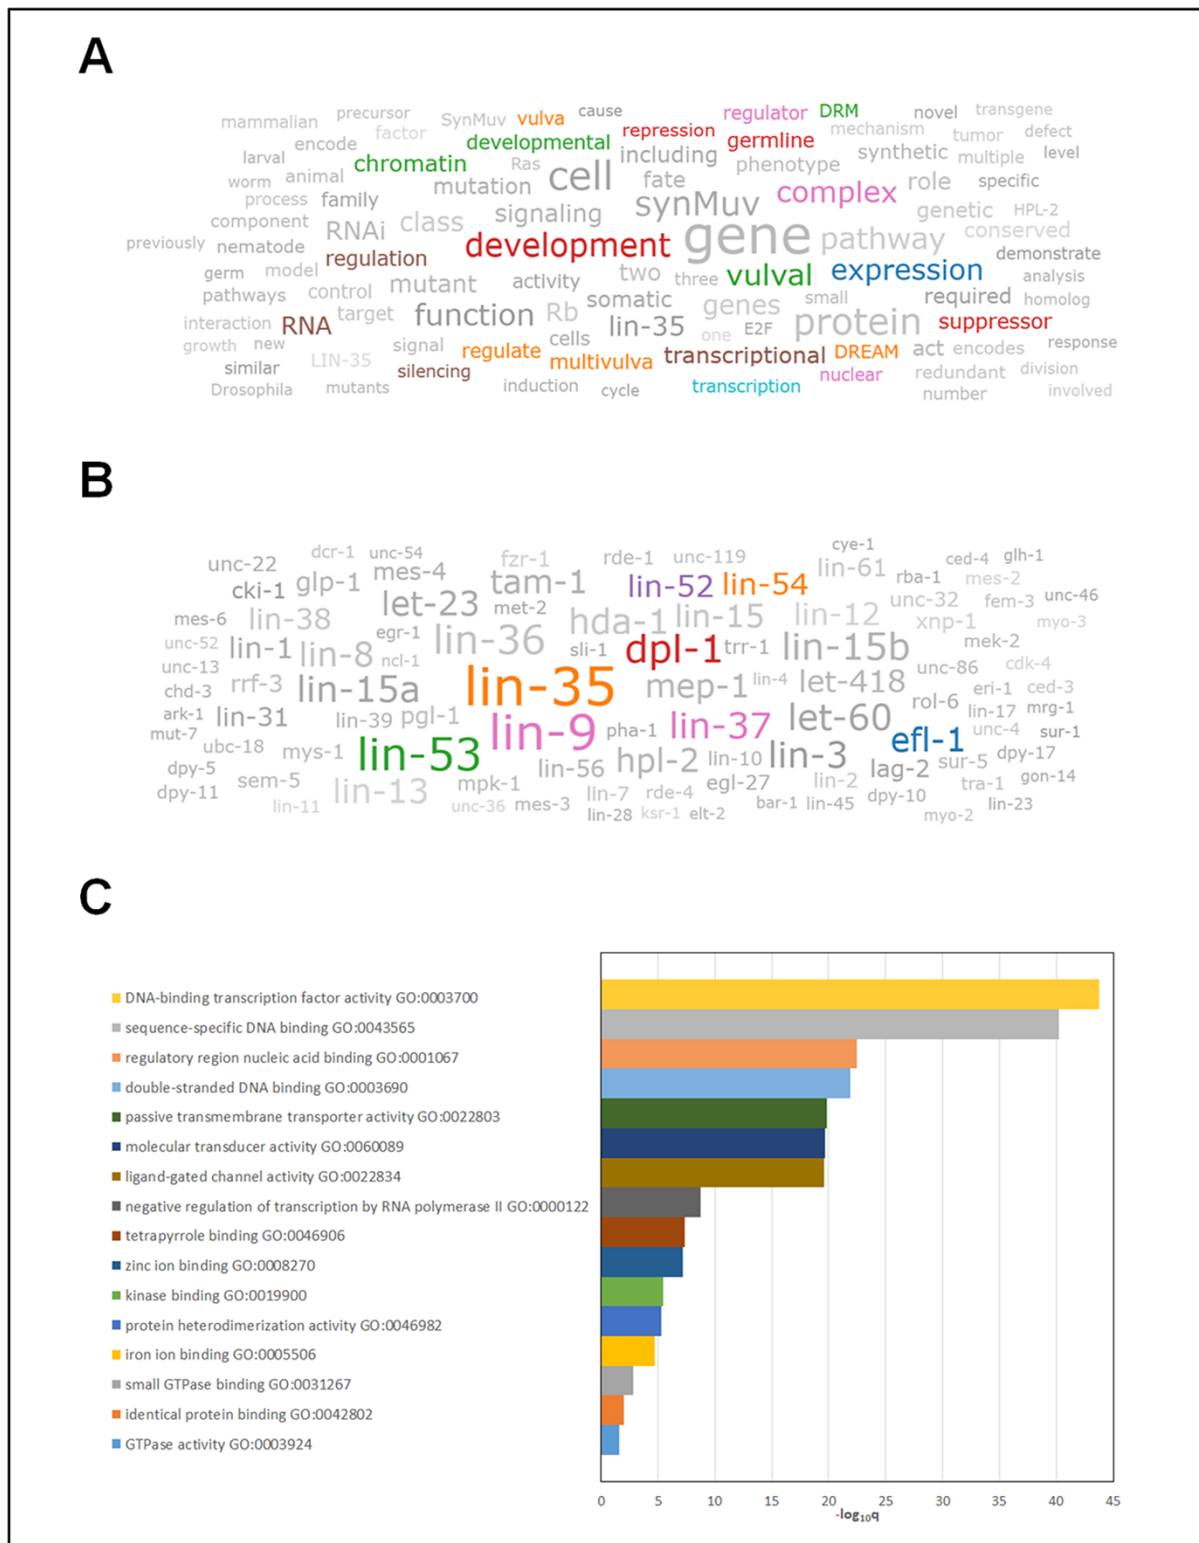 A
mammalian precursor SynMuv vulva cause regulator DRM novel transgene
encode factor developmental repression germline mechanism tumor defect
larval chromatin Ras cell including phenotype synthetic multiple level
worm animal mutation fate complex role specific
process family signaling synMuv genetic HPL-2
component RNAi class gene pathway conserved
previously nematode regulation development demonstrate
germ model mutant activity two three vulval expression analysis
pathways control somatic genes small required homolog
interaction RNA target function Rb lin-35 one E2F protein suppressor
growth new signal regulate cells transcriptional DREAM act encodes response
similar LIN-35 silencing multivulva nuclear redundant division
Drosophila mutants induction cycle transcription number involved
B
unc-22 dcr-1 unc-54 fzr-1 rde-1 unc-119 cye-1 ced-4 glh-1
cki-1 glp-1 mes-4 tam-1 lin-52 lin-54 lin-61 rba-1 mes-2
mes-6 lin-38 let-23 met-2 hda-1 lin-15 lin-12 unc-32 fem-3 unc-46
unc-52 lin-1 lin-8 egr-1 lin-36 sli-1 dpl-1 trr-1 lin-15b xnp-1 mek-2 myo-3
unc-13 ncl-1 unc-86 cdk-4
chd-3 rrf-3 lin-15a lin-35 mep-1 lin-4 let-418 rol-6 eri-1 ced-3
ark-1 lin-31 lin-39 pgl-1 lin-9 pha-1 lin-37 let-60 lin-17 mrg-1
mut-7 ubc-18 mys-1 lin-53 efl-1 unc-4 sur-1
dpy-5 sem-5 lin-56 hpl-2 lin-10 lin-3 lag-2 sur-5 dpy-17
dpy-11 lin-13 mpk-1 lin-7 rde-4 egl-27 lin-2 dpy-10 tra-1 gon-14
lin-11 unc-36 mes-3 lin-28 ksr-1 elt-2 bar-1 lin-45 myo-2 lin-23
C
DNA-binding transcription factor activity GO:0003700
sequence-specific DNA binding GO:0043565
regulatory region nucleic acid binding GO:0001067
double-stranded DNA binding GO:0003690
passive transmembrane transporter activity GO:0022803
molecular transducer activity GO:0060089
ligand-gated channel activity GO:0022834
negative regulation of transcription by RNA polymerase II GO:0000122
tetrapyrrole binding GO:0046906
zinc ion binding GO:0008270
kinase binding GO:0019900
protein heterodimerization activity GO:0046982
iron ion binding GO:0005506
small GTPase binding GO:0031267
identical protein binding GO:0042802
GTPase activity GO:0003924
0 5 10 15 20 25 30 35 40 45
-log₁₀q